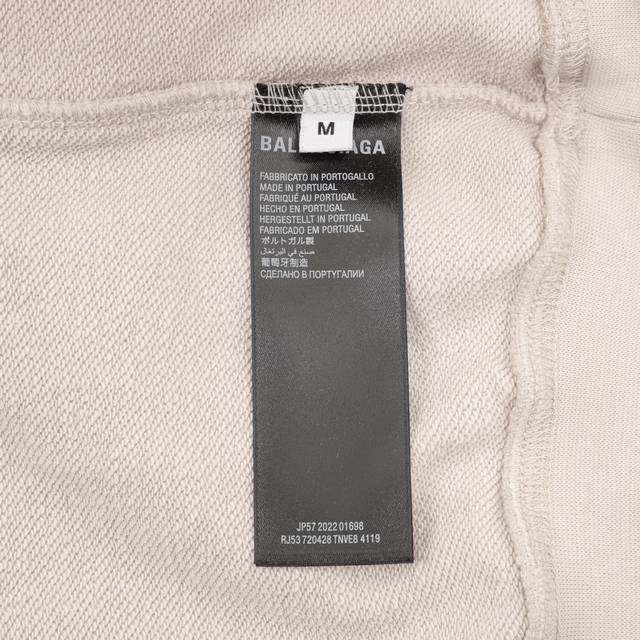 M
BALENCIAGA
FABBRICATO IN PORTOGALLO
MADE IN PORTUGAL
FABRIQUÉ AU PORTUGAL
HECHO EN PORTUGAL
HERGESTELLT IN PORTUGAL
FABRICADO EM PORTUGAL
ポルトガル製
صنع في البرتغال
葡萄牙制造
СДЕЛАНО В ПОРТУГАЛИИ
JP57 2022 01698
RJ53 720428 TNVE8 4119